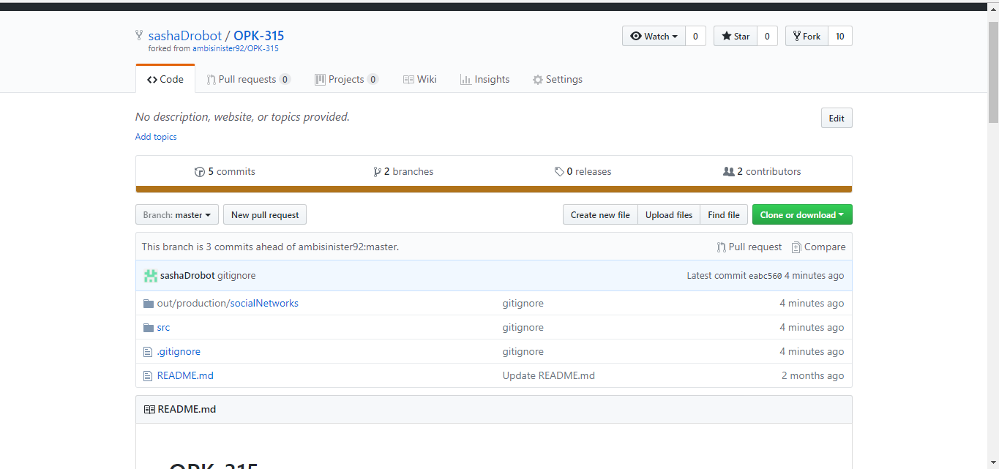 sashaDrobot / OPK-315
forked from ambisinister92/OPK-315
Watch 0 Star 0 Fork 10
Code Pull requests 0 Projects 0 Wiki Insights Settings
No description, website, or topics provided.
Edit
Add topics
5 commits 2 branches 0 releases 2 contributors
Branch: master New pull request Create new file Upload files Find file Clone or download
This branch is 3 commits ahead of ambisinister92:master. Pull request Compare
sashaDrobot gitignore Latest commit eabc560 4 minutes ago
out/production/socialNetworks gitignore 4 minutes ago
src gitignore 4 minutes ago
.gitignore gitignore 4 minutes ago
README.md Update README.md 2 months ago
README.md
OPK-315